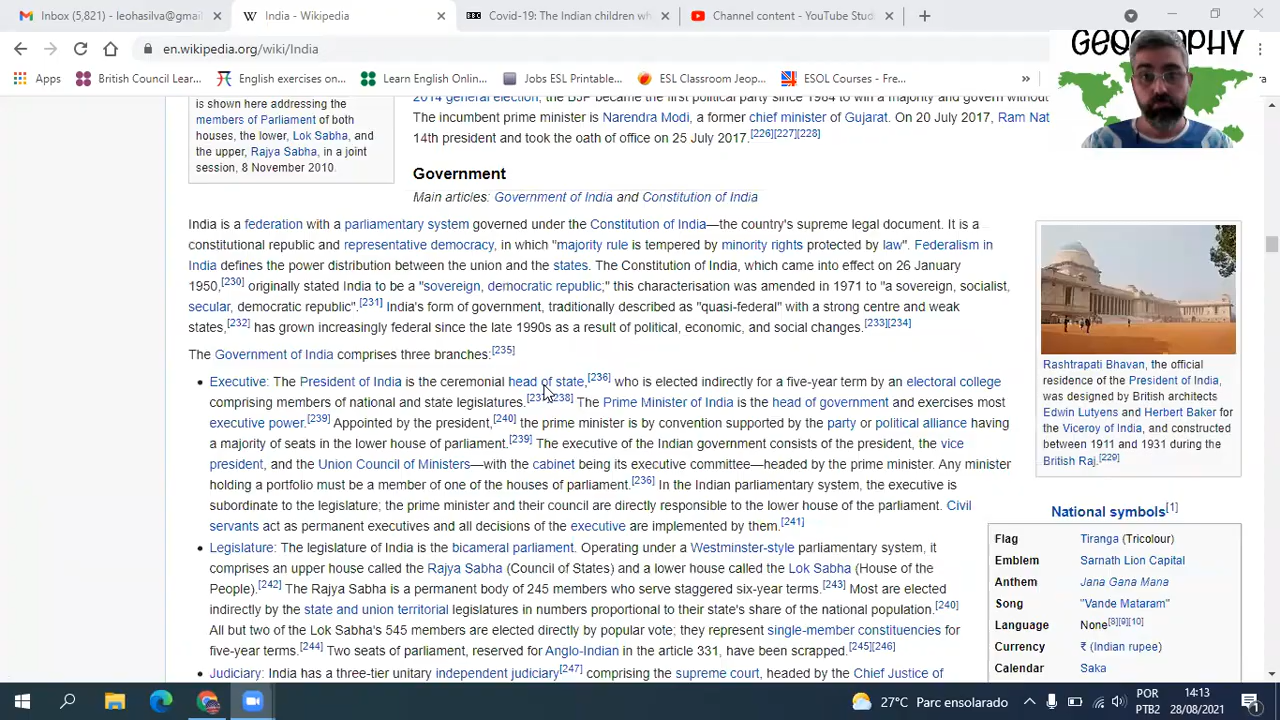 Inbox (5,821) - leohasilva@gmai
India - Wikipedia
Covid-19: The Indian children wh
Channel content - YouTube Studi
en.wikipedia.org/wiki/India
GEOGRAPHY
Apps
British Council Lear...
English exercises on...
Learn English Onlin...
Jobs ESL Printable...
ESL Classroom Jeop...
ESOL Courses - Fre...
is shown here addressing the
members of Parliament of both
houses, the lower, Lok Sabha, and
the upper, Rajya Sabha, in a joint
session, 8 November 2010.
2014 general election, the BJP became the first political party since 1984 to win a majority and govern without
The incumbent prime minister is Narendra Modi, a former chief minister of Gujarat. On 20 July 2017, Ram Nat
14th president and took the oath of office on 25 July 2017.[226][227][228]
Government
Main articles: Government of India and Constitution of India
India is a federation with a parliamentary system governed under the Constitution of India—the country's supreme legal document. It is a
constitutional republic and representative democracy, in which "majority rule is tempered by minority rights protected by law". Federalism in
India defines the power distribution between the union and the states. The Constitution of India, which came into effect on 26 January
1950,[230] originally stated India to be a "sovereign, democratic republic;" this characterisation was amended in 1971 to "a sovereign, socialist,
secular, democratic republic".[231] India's form of government, traditionally described as "quasi-federal" with a strong centre and weak
states,[232] has grown increasingly federal since the late 1990s as a result of political, economic, and social changes.[233][234]
The Government of India comprises three branches:[235]
Executive: The President of India is the ceremonial head of state,[236] who is elected indirectly for a five-year term by an electoral college
comprising members of national and state legislatures.[237][238] The Prime Minister of India is the head of government and exercises most
executive power.[239] Appointed by the president,[240] the prime minister is by convention supported by the party or political alliance having
a majority of seats in the lower house of parliament.[239] The executive of the Indian government consists of the president, the vice
president, and the Union Council of Ministers—with the cabinet being its executive committee—headed by the prime minister. Any minister
holding a portfolio must be a member of one of the houses of parliament.[236] In the Indian parliamentary system, the executive is
subordinate to the legislature; the prime minister and their council are directly responsible to the lower house of the parliament. Civil
servants act as permanent executives and all decisions of the executive are implemented by them.[241]
Legislature: The legislature of India is the bicameral parliament. Operating under a Westminster-style parliamentary system, it
comprises an upper house called the Rajya Sabha (Council of States) and a lower house called the Lok Sabha (House of the
People).[242] The Rajya Sabha is a permanent body of 245 members who serve staggered six-year terms.[243] Most are elected
indirectly by the state and union territorial legislatures in numbers proportional to their state's share of the national population.[240]
All but two of the Lok Sabha's 545 members are elected directly by popular vote; they represent single-member constituencies for
five-year terms.[244] Two seats of parliament, reserved for Anglo-Indian in the article 331, have been scrapped.[245][246]
Judiciary: India has a three-tier unitary independent judiciary[247] comprising the supreme court, headed by the Chief Justice of
Rashtrapati Bhavan, the official
residence of the President of India,
was designed by British architects
Edwin Lutyens and Herbert Baker for
the Viceroy of India, and constructed
between 1911 and 1931 during the
British Raj.[229]
National symbols[1]
Flag Tiranga (Tricolour)
Emblem Sarnath Lion Capital
Anthem Jana Gana Mana
Song "Vande Mataram"
Language None[8][9][10]
Currency ₹ (Indian rupee)
Calendar Saka
27°C Parc ensolarado
POR
PTB2
14:13
28/08/2021